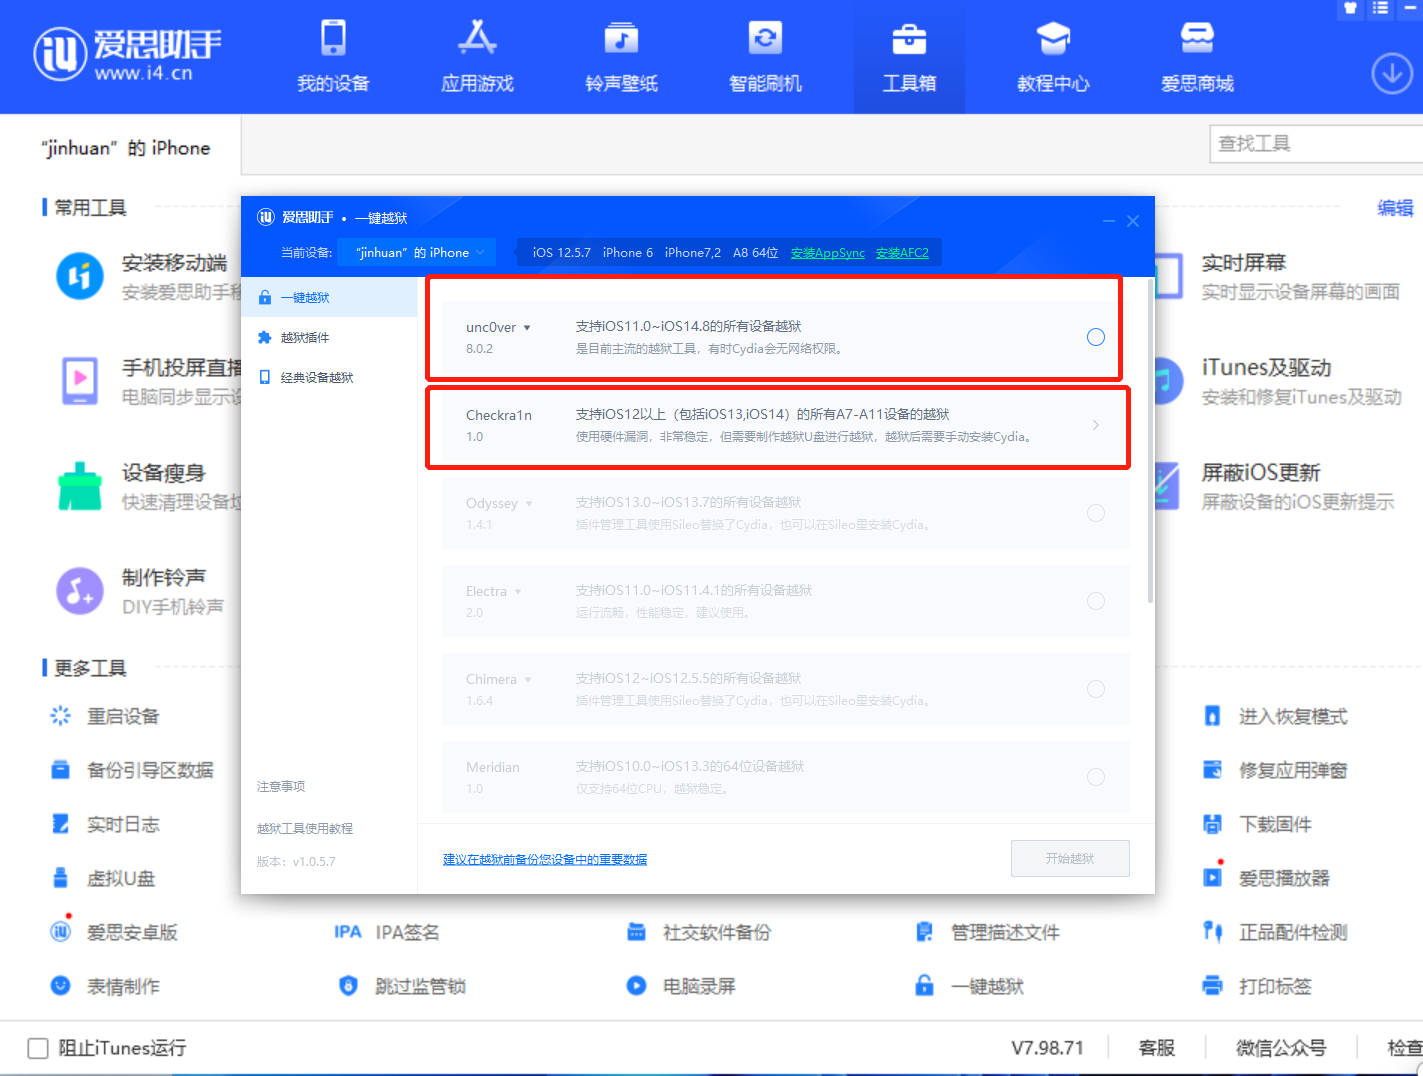 爱思助手
www.i4.cn
我的设备
应用游戏
铃声壁纸
智能刷机
工具箱
教程中心
爱思商城
“jinhuan”的 iPhone
查找工具
常用工具
编辑
安装移动端
安装爱思助手移
手机投屏直播
电脑同步显示设
设备瘦身
快速清理设备垃
制作铃声
DIY手机铃声
实时屏幕
实时显示设备屏幕的画面
iTunes及驱动
安装和修复iTunes及驱动
屏蔽iOS更新
屏蔽设备的iOS更新提示
爱思助手 • 一键越狱
当前设备: “jinhuan”的 iPhone
iOS 12.5.7 iPhone 6 iPhone7,2 A8 64位 安装AppSync 安装AFC2
一键越狱
越狱插件
经典设备越狱
注意事项
越狱工具使用教程
版本：v1.0.5.7
unc0ver
8.0.2
支持iOS11.0~iOS14.8的所有设备越狱
是目前主流的越狱工具，有时Cydia会无网络权限。
Checkra1n
1.0
支持iOS12以上（包括iOS13,iOS14）的所有A7-A11设备的越狱
使用硬件漏洞，非常稳定，但需要制作越狱U盘进行越狱，越狱后需要手动安装Cydia。
Odyssey
1.4.1
支持iOS13.0~iOS13.7的所有设备越狱
插件管理工具使用Sileo替换了Cydia，也可以在Sileo里安装Cydia。
Electra
2.0
支持iOS11.0~iOS11.4.1的所有设备越狱
运行流畅，性能稳定，建议使用。
Chimera
1.6.4
支持iOS12~iOS12.5.5的所有设备越狱
插件管理工具使用Sileo替换了Cydia，也可以在Sileo里安装Cydia。
Meridian
1.0
支持iOS10.0~iOS13.3的64位设备越狱
仅支持64位CPU，越狱稳定。
建议在越狱前备份您设备中的重要数据
开始越狱
更多工具
重启设备
进入恢复模式
备份引导区数据
修复应用弹窗
实时日志
下载固件
虚拟U盘
爱思播放器
爱思安卓版
IPA IPA签名
社交软件备份
管理描述文件
正品配件检测
表情制作
跳过监管锁
电脑录屏
一键越狱
打印标签
阻止iTunes运行
V7.98.71
客服
微信公众号
检查